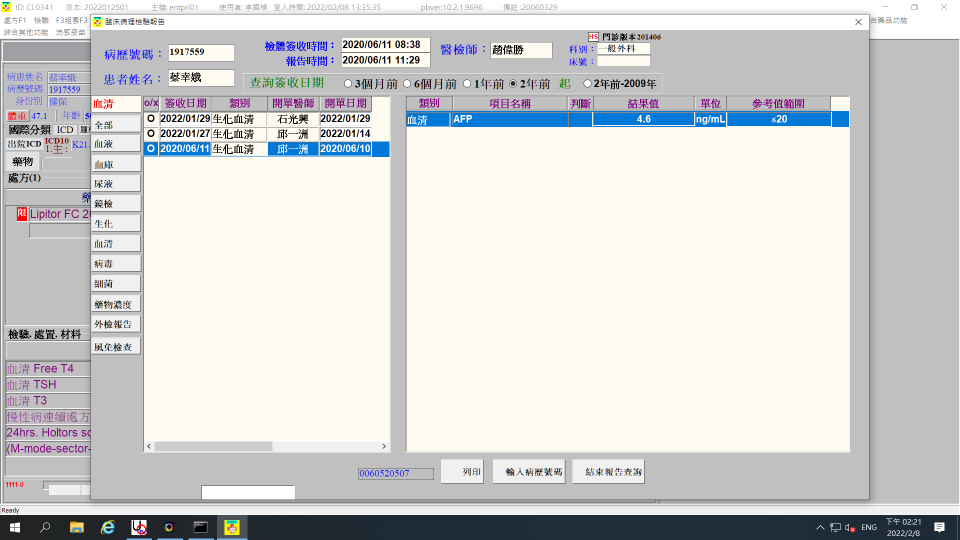 ID: CL0341 版本: 2022012501 主機: entpri01 使用者: 李國楨 登入時間: 2022/02/08 13:35:35 pbver:10.2.1.9696 備註:20060329
處方F1 檢驗 F3組套F3
綜合其他功能 流感疫苗
臨床病理檢驗報告
病歷號碼： 1917559
檢體簽收時間： 2020/06/11 08:38
報告時間： 2020/06/11 11:29
醫檢師： 趙偉勝
HS 門診版本201406
科別： 一般外科
床號：
患者姓名： 蔡幸娥
查詢簽收日期 3個月前 6個月前 1年前 2年前 起 2年前-2009年
病患姓名 蔡幸娥
病歷號碼 1917559
身份別 健保
體重 47.1 年齡
國際分類 ICD
出院ICD ICD10 1.主： K21
藥物
處方(1)
限 Lipitor FC 20
檢驗, 處置, 材料
血清 Free T4
血清 TSH
血清 T3
慢性病連續處方
24hrs. Holtors sc
(M-mode-sector-
1111-0
Ready
血清
全部
血液
血庫
尿液
鏡檢
生化
血清
病毒
細菌
藥物濃度
外檢報告
風免檢查
o/x 簽收日期 類別 開單醫師 開單日期
O 2022/01/29 生化血清 石光興 2022/01/29
O 2022/01/27 生化血清 邱一洲 2022/01/14
O 2020/06/11 生化血清 邱一洲 2020/06/10
類別 項目名稱 判斷 結果值 單位 參考值範圍
血清 AFP 4.6 ng/mL ≤20
0060520507 列印 輸入病歷號碼 結束報告查詢
ENG 下午 02:21
2022/2/8